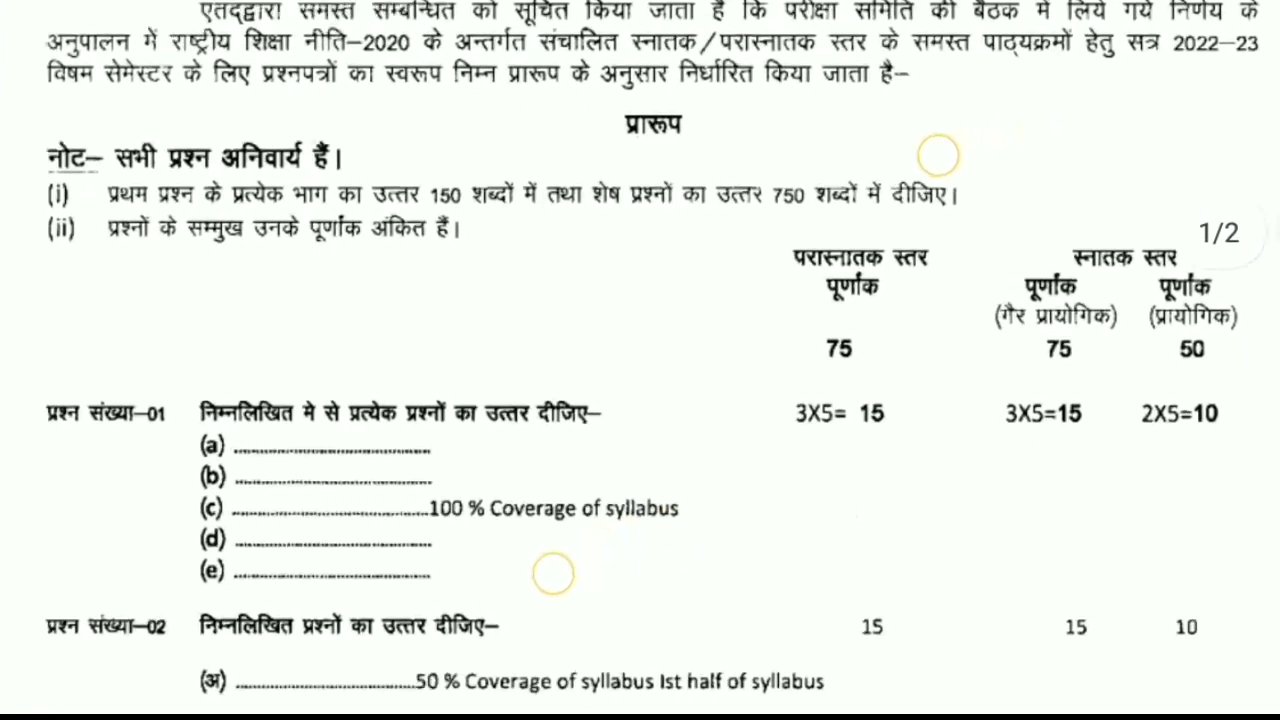 एतद्द्वारा समस्त सम्बन्धित को सूचित किया जाता है कि परीक्षा समिति की बैठक में लिये गये निर्णय के
अनुपालन में राष्ट्रीय शिक्षा नीति–2020 के अन्तर्गत संचालित स्नातक/परास्नातक स्तर के समस्त पाठ्यक्रमों हेतु सत्र 2022–23
विषम सेमेस्टर के लिए प्रश्नपत्रों का स्वरूप निम्न प्रारूप के अनुसार निर्धारित किया जाता है–
प्रारूप
नोट– सभी प्रश्न अनिवार्य हैं।
(i) प्रथम प्रश्न के प्रत्येक भाग का उत्तर 150 शब्दों में तथा शेष प्रश्नों का उत्तर 750 शब्दों में दीजिए।
(ii) प्रश्नों के सम्मुख उनके पूर्णांक अंकित हैं।
1/2
परास्नातक स्तर स्नातक स्तर
पूर्णांक पूर्णांक पूर्णांक
(गैर प्रायोगिक) (प्रायोगिक)
75 75 50
प्रश्न संख्या–01 निम्नलिखित मे से प्रत्येक प्रश्नों का उत्तर दीजिए– 3X5= 15 3X5=15 2X5=10
(a) ........................................
(b) ........................................
(c) ........................................100 % Coverage of syllabus
(d) ........................................
(e) ........................................
प्रश्न संख्या–02 निम्नलिखित प्रश्नों का उत्तर दीजिए– 15 15 10
(अ) ....................................50 % Coverage of syllabus Ist half of syllabus